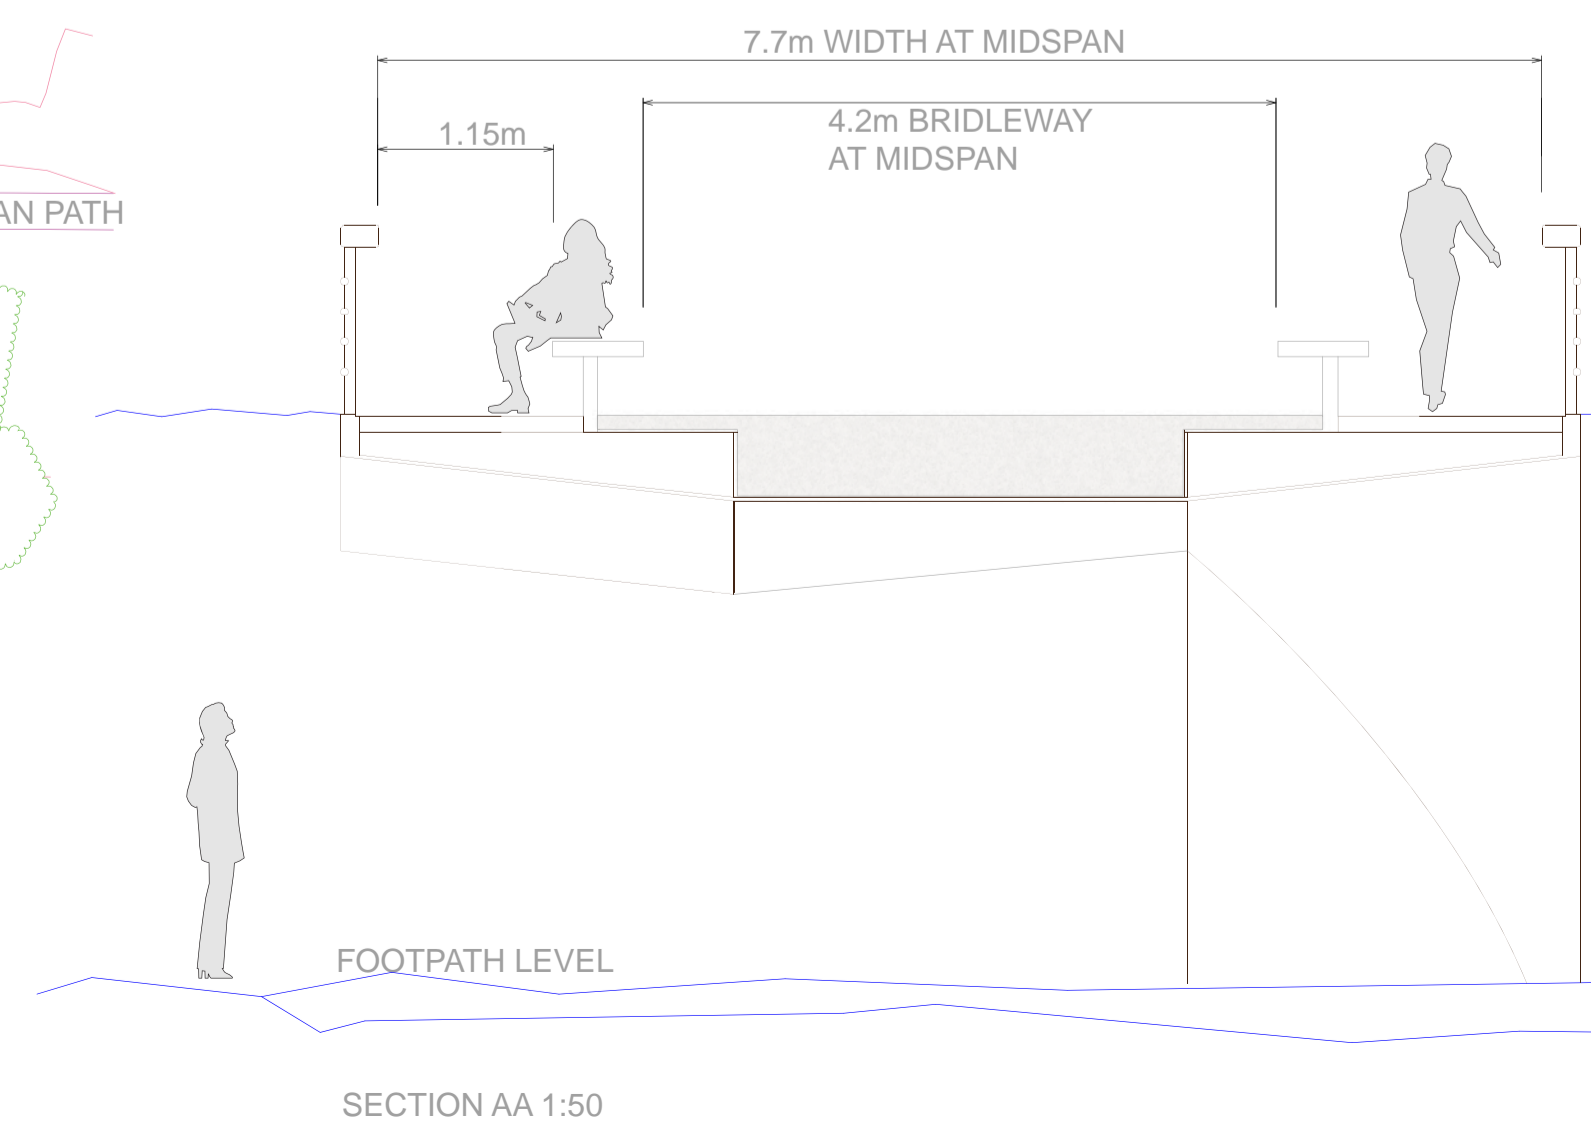 7.7m WIDTH AT MIDSPAN
4.2m BRIDLEWAY
AT MIDSPAN
1.15m
AN PATH
FOOTPATH LEVEL
SECTION AA 1:50